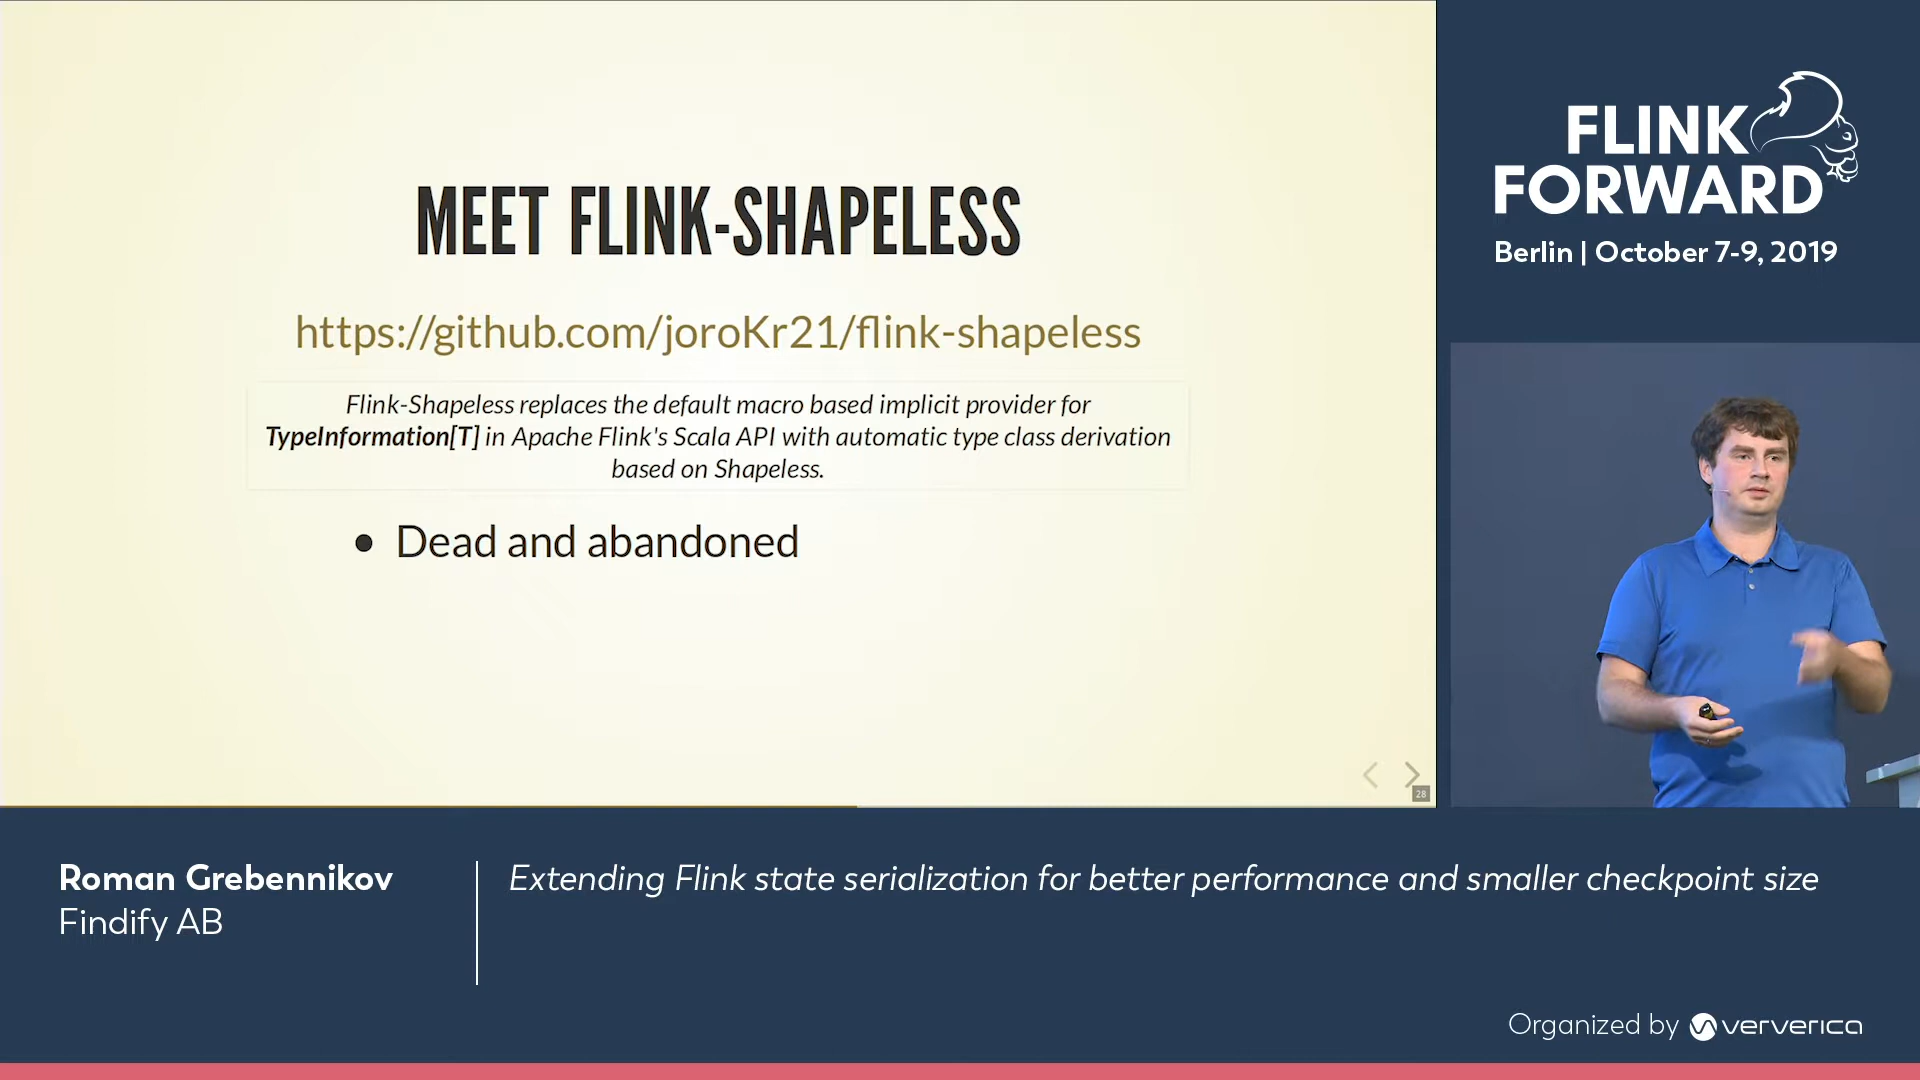 MEET FLINK-SHAPELESS
https://github.com/joroKr21/flink-shapeless
Flink-Shapeless replaces the default macro based implicit provider for
TypeInformation[T] in Apache Flink's Scala API with automatic type class derivation
based on Shapeless.
• Dead and abandoned
28
FLINK
FORWARD
Berlin | October 7-9, 2019
Roman Grebennikov
Findify AB
Extending Flink state serialization for better performance and smaller checkpoint size
Organized by ververica